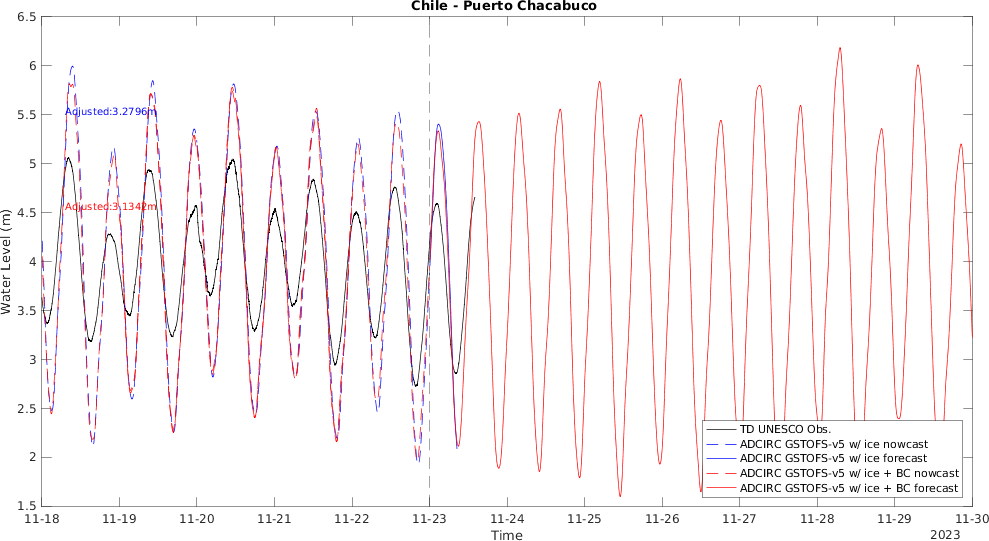 Chile - Puerto Chacabuco
6.5
6
5.5
5
4.5
4
3.5
3
2.5
2
1.5
Water Level (m)
Adjusted:3.2796m
Adjusted:3.1342m
TD UNESCO Obs.
ADCIRC GSTOFS-v5 w/ ice nowcast
ADCIRC GSTOFS-v5 w/ ice forecast
ADCIRC GSTOFS-v5 w/ ice + BC nowcast
ADCIRC GSTOFS-v5 w/ ice + BC forecast
11-18 11-19 11-20 11-21 11-22 11-23 11-24 11-25 11-26 11-27 11-28 11-29 11-30
Time
2023